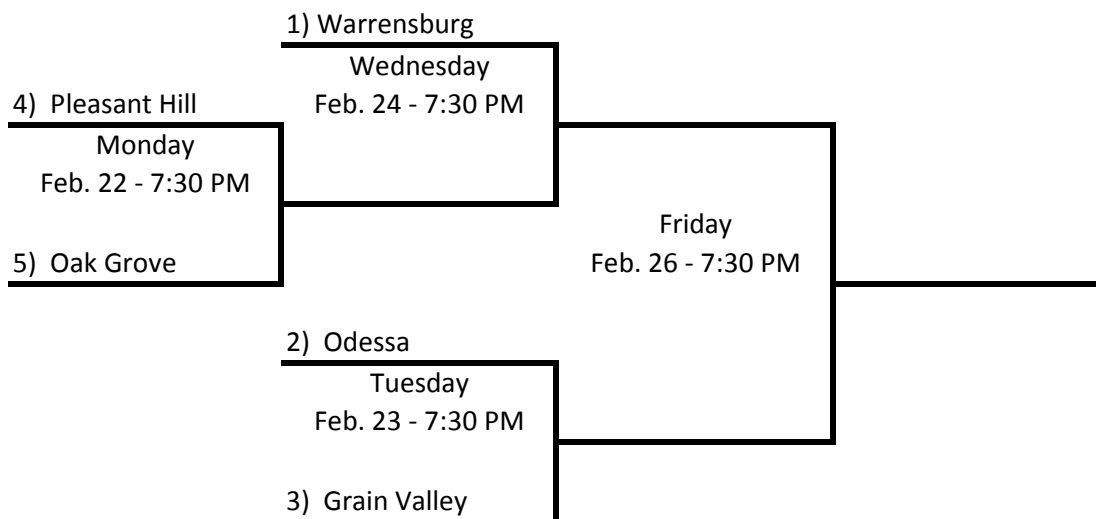 1) Warrensburg
Wednesday
Feb. 24 - 7:30 PM
4) Pleasant Hill
Monday
Feb. 22 - 7:30 PM
5) Oak Grove
Friday
Feb. 26 - 7:30 PM
2) Odessa
Tuesday
Feb. 23 - 7:30 PM
3) Grain Valley